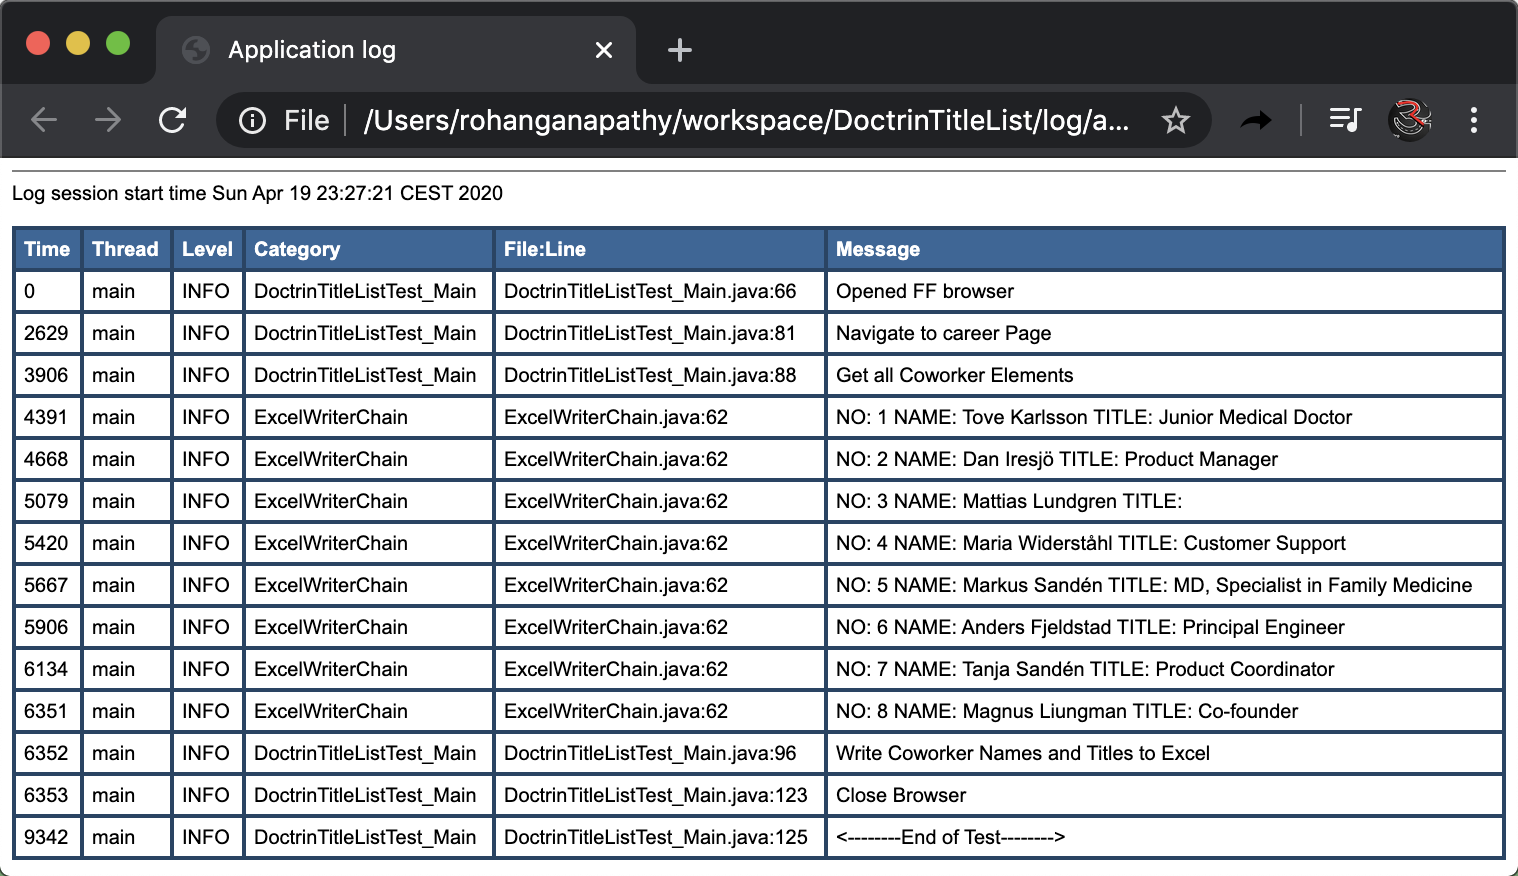 Application log
File /Users/rohanganapathy/workspace/DoctrinTitleList/log/a...
Log session start time Sun Apr 19 23:27:21 CEST 2020
Time Thread Level Category File:Line Message
0 main INFO DoctrinTitleListTest_Main DoctrinTitleListTest_Main.java:66 Opened FF browser
2629 main INFO DoctrinTitleListTest_Main DoctrinTitleListTest_Main.java:81 Navigate to career Page
3906 main INFO DoctrinTitleListTest_Main DoctrinTitleListTest_Main.java:88 Get all Coworker Elements
4391 main INFO ExcelWriterChain ExcelWriterChain.java:62 NO: 1 NAME: Tove Karlsson TITLE: Junior Medical Doctor
4668 main INFO ExcelWriterChain ExcelWriterChain.java:62 NO: 2 NAME: Dan Iresjö TITLE: Product Manager
5079 main INFO ExcelWriterChain ExcelWriterChain.java:62 NO: 3 NAME: Mattias Lundgren TITLE:
5420 main INFO ExcelWriterChain ExcelWriterChain.java:62 NO: 4 NAME: Maria Widerståhl TITLE: Customer Support
5667 main INFO ExcelWriterChain ExcelWriterChain.java:62 NO: 5 NAME: Markus Sandén TITLE: MD, Specialist in Family Medicine
5906 main INFO ExcelWriterChain ExcelWriterChain.java:62 NO: 6 NAME: Anders Fjeldstad TITLE: Principal Engineer
6134 main INFO ExcelWriterChain ExcelWriterChain.java:62 NO: 7 NAME: Tanja Sandén TITLE: Product Coordinator
6351 main INFO ExcelWriterChain ExcelWriterChain.java:62 NO: 8 NAME: Magnus Liungman TITLE: Co-founder
6352 main INFO DoctrinTitleListTest_Main DoctrinTitleListTest_Main.java:96 Write Coworker Names and Titles to Excel
6353 main INFO DoctrinTitleListTest_Main DoctrinTitleListTest_Main.java:123 Close Browser
9342 main INFO DoctrinTitleListTest_Main DoctrinTitleListTest_Main.java:125 <--------End of Test-------->